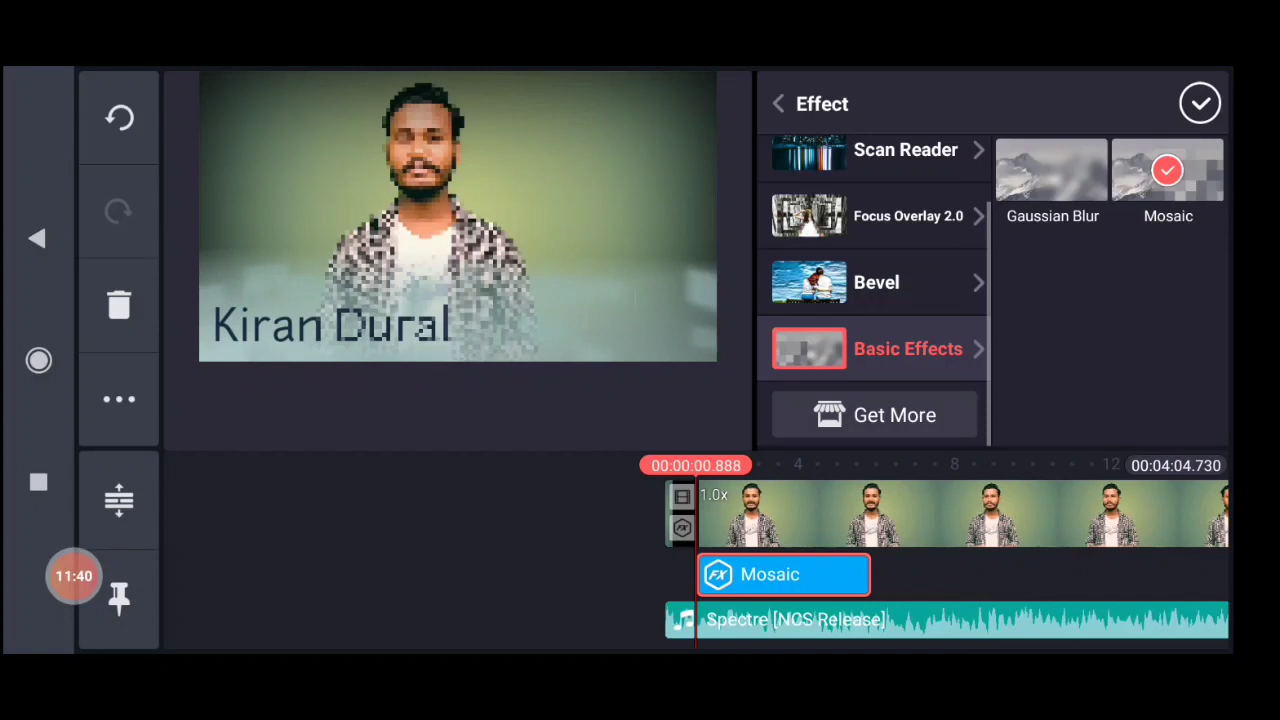 Effect
Scan Reader
Focus Overlay 2.0
Bevel
Basic Effects
Get More
Gaussian Blur
Mosaic
Kiran Dural
00:00:00.888
4
8
12
00:04:04.730
1.0x
FX
Mosaic
Spectre [NCS Release]
11:40